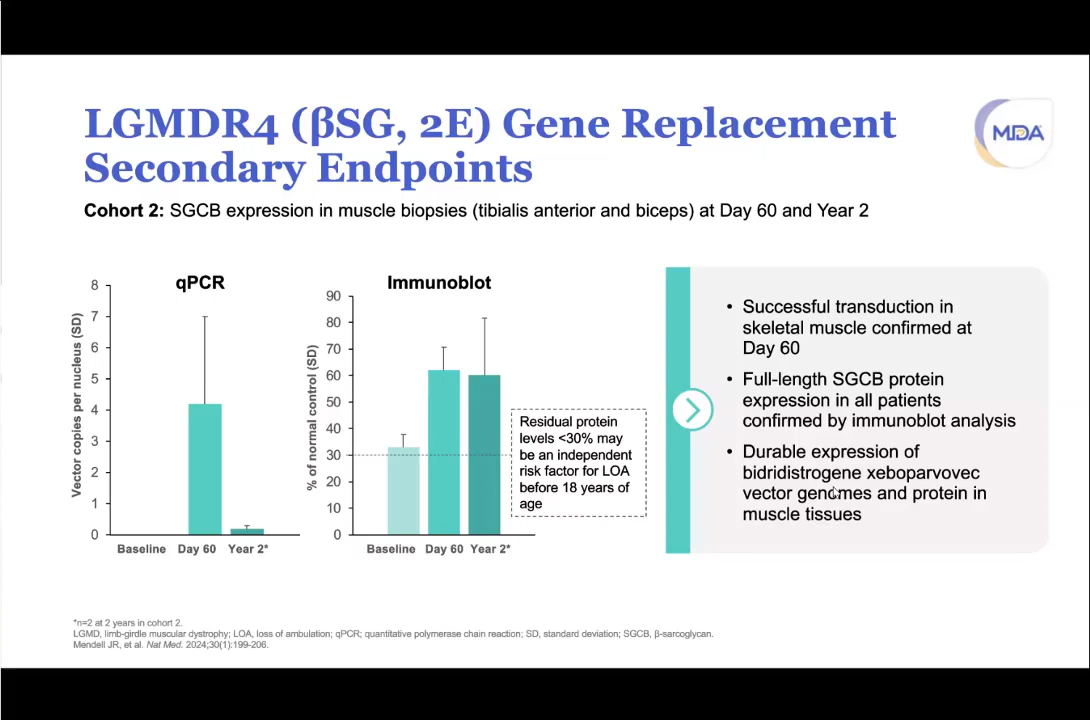 LGMDR4 (βSG, 2E) Gene Replacement
Secondary Endpoints
MDA
Cohort 2: SGCB expression in muscle biopsies (tibialis anterior and biceps) at Day 60 and Year 2
qPCR
Vector copies per nucleus (SD)
8
7
6
5
4
3
2
1
0
Baseline Day 60 Year 2*
Immunoblot
% of normal control (SD)
90
80
70
60
50
40
30
20
10
0
Baseline Day 60 Year 2*
Residual protein
levels <30% may
be an independent
risk factor for LOA
before 18 years of
age
• Successful transduction in
skeletal muscle confirmed at
Day 60
• Full-length SGCB protein
expression in all patients
confirmed by immunoblot analysis
• Durable expression of
bidridistrogene xeboparvovec
vector genomes and protein in
muscle tissues
*n=2 at 2 years in cohort 2.
LGMD, limb-girdle muscular dystrophy; LOA, loss of ambulation; qPCR; quantitative polymerse chain reaction; SD, standard deviation; SGCB, β-sarcoglycan.
Mendell JR, et al. Nat Med. 2024;30(1):199-206.